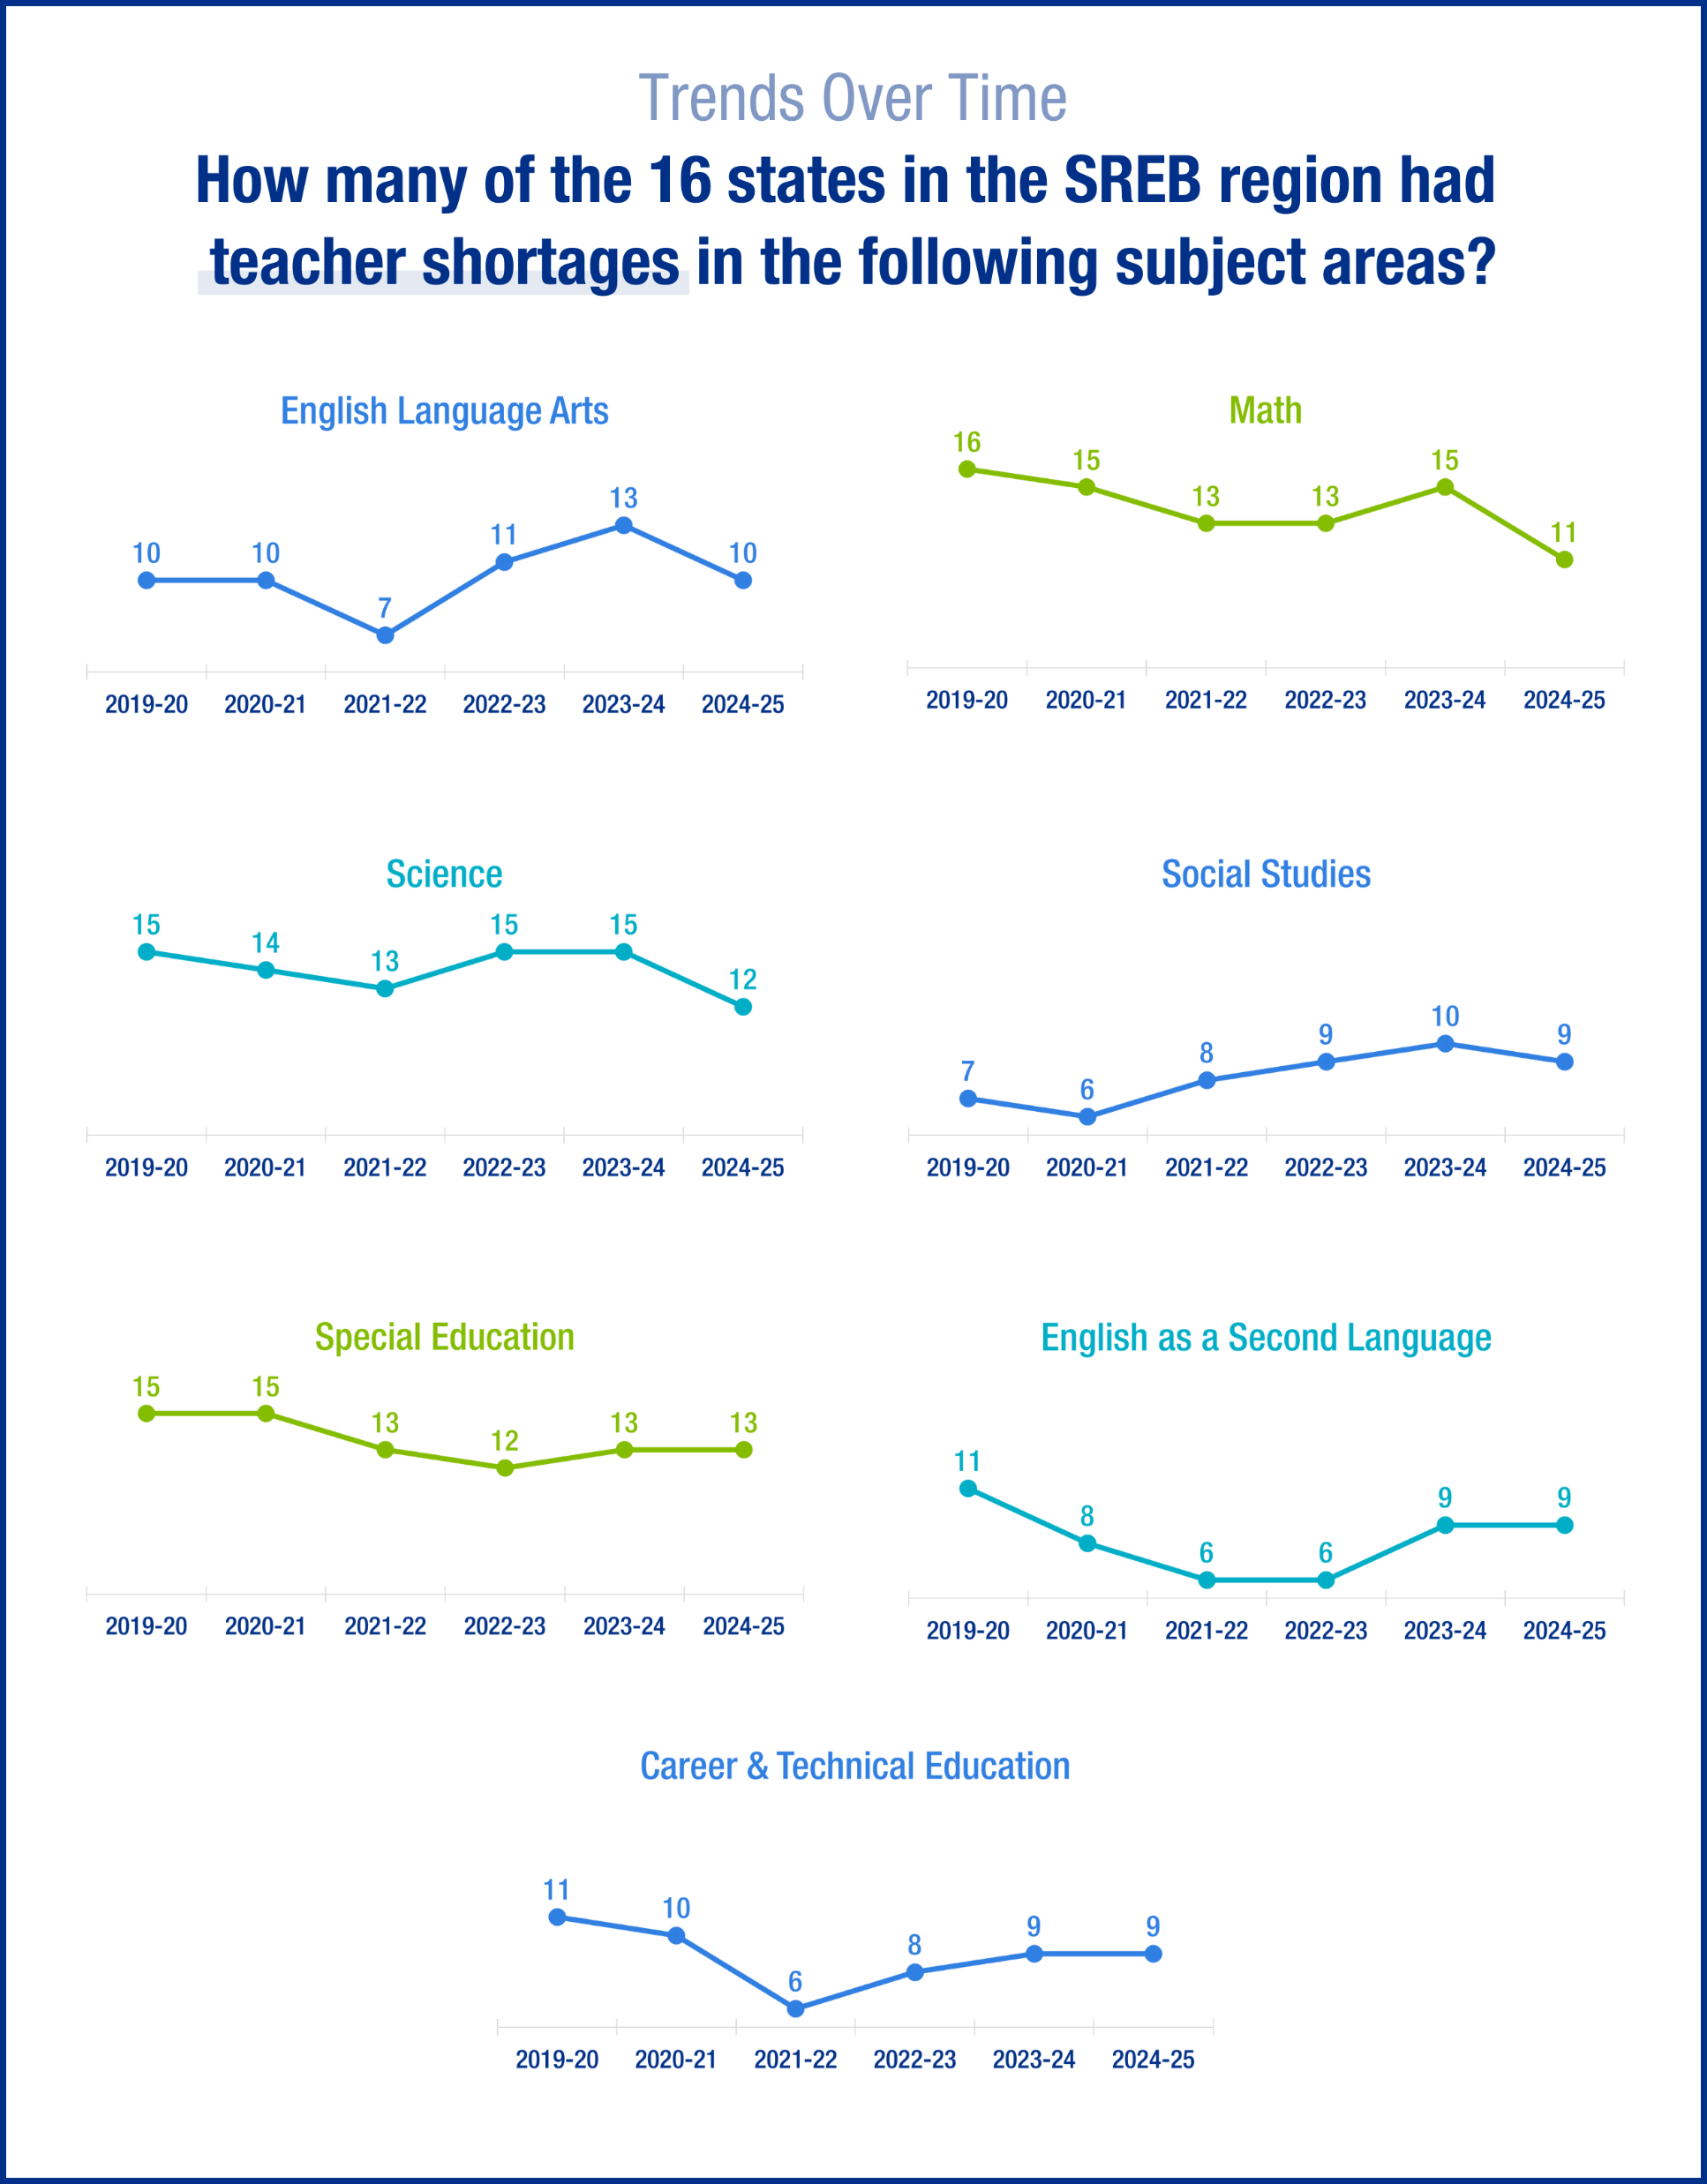 Trends Over Time
How many of the 16 states in the SREB region had
teacher shortages in the following subject areas?
English Language Arts
10 10 7 11 13 10
2019-20 2020-21 2021-22 2022-23 2023-24 2024-25
Math
16 15 13 13 15 11
2019-20 2020-21 2021-22 2022-23 2023-24 2024-25
Science
15 14 13 15 15 12
2019-20 2020-21 2021-22 2022-23 2023-24 2024-25
Social Studies
7 6 8 9 10 9
2019-20 2020-21 2021-22 2022-23 2023-24 2024-25
Special Education
15 15 13 12 13 13
2019-20 2020-21 2021-22 2022-23 2023-24 2024-25
English as a Second Language
11 8 6 6 9 9
2019-20 2020-21 2021-22 2022-23 2023-24 2024-25
Career & Technical Education
11 10 6 8 9 9
2019-20 2020-21 2021-22 2022-23 2023-24 2024-25